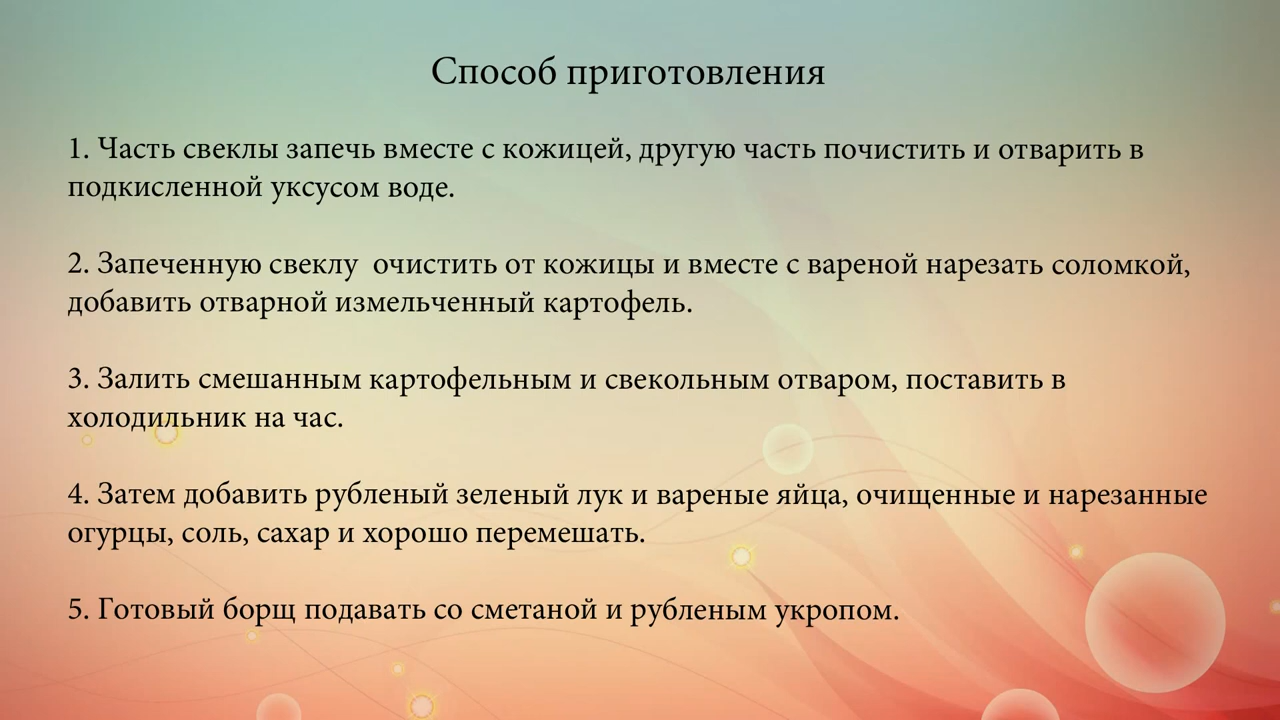 Способ приготовления
1. Часть свеклы запечь вместе с кожицей, другую часть почистить и отварить в
подкисленной уксусом воде.
2. Запеченную свеклу  очистить от кожицы и вместе с вареной нарезать соломкой,
добавить отварной измельченный картофель.
3. Залить смешанным картофельным и свекольным отваром, поставить в
холодильник на час.
4. Затем добавить рубленый зеленый лук и вареные яйца, очищенные и нарезанные
огурцы, соль, сахар и хорошо перемешать.
5. Готовый борщ подавать со сметаной и рубленым укропом.